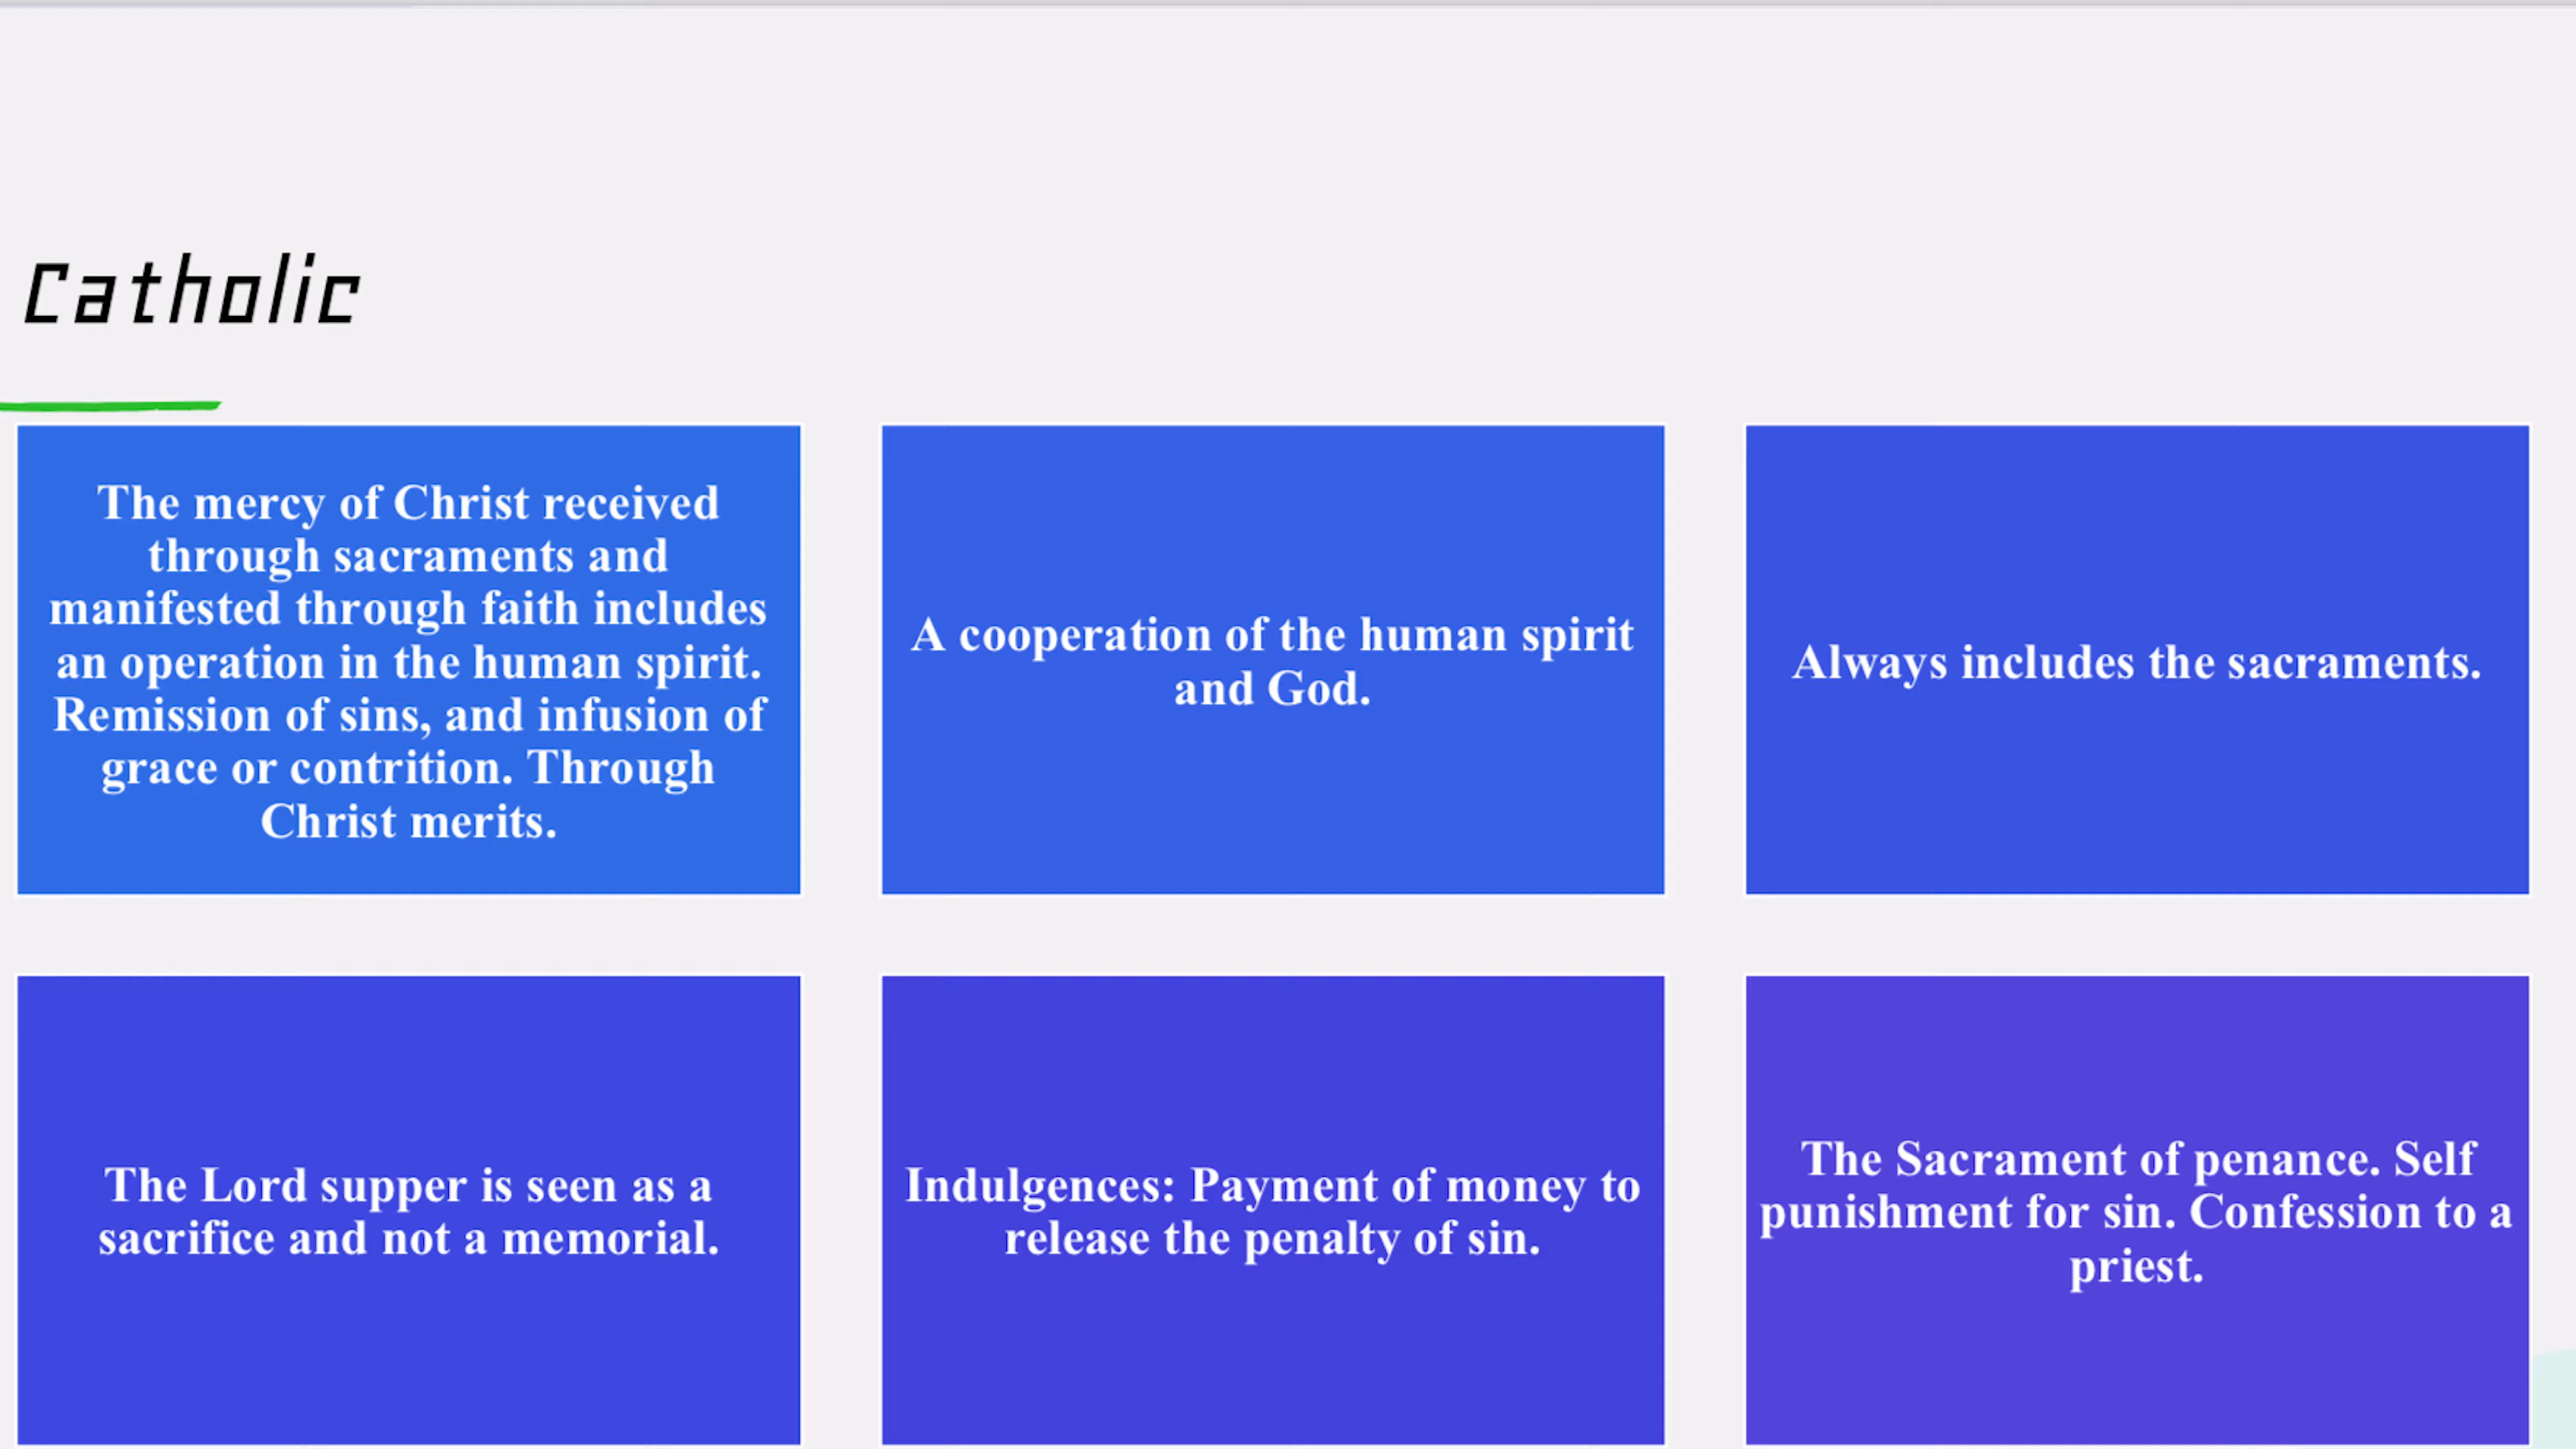 Catholic
The mercy of Christ received
through sacraments and
manifested through faith includes
an operation in the human spirit.
Remission of sins, and infusion of
grace or contrition. Through
Christ merits.
A cooperation of the human spirit
and God.
Always includes the sacraments.
The Lord supper is seen as a
sacrifice and not a memorial.
Indulgences: Payment of money to
release the penalty of sin.
The Sacrament of penance. Self
punishment for sin. Confession to a
priest.